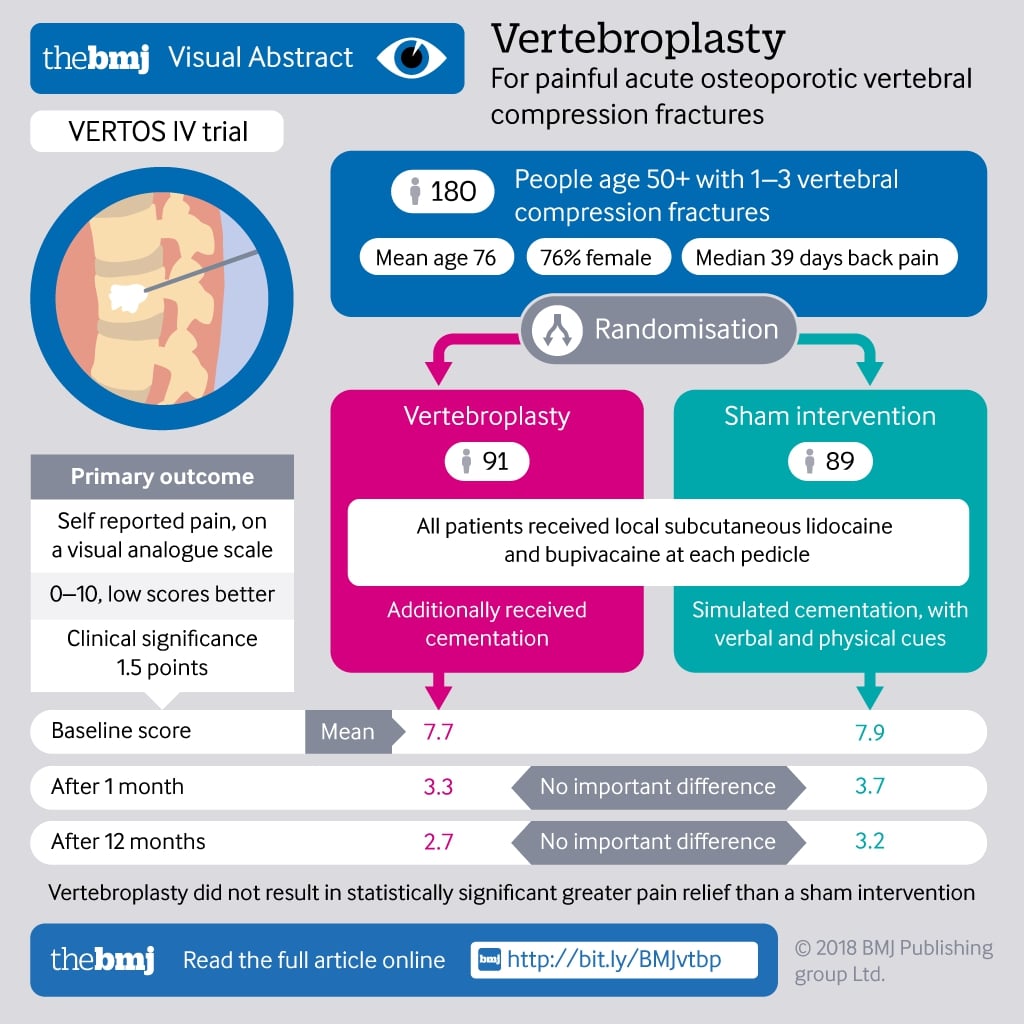 thebmj Visual Abstract
Vertebroplasty
For painful acute osteoporotic vertebral
compression fractures
VERTOS IV trial
180
People age 50+ with 1–3 vertebral
compression fractures
Mean age 76
76% female
Median 39 days back pain
Randomisation
Vertebroplasty
91
Sham intervention
89
All patients received local subcutaneous lidocaine
and bupivacaine at each pedicle
Additionally received
cementation
Simulated cementation, with
verbal and physical cues
Primary outcome
Self reported pain, on
a visual analogue scale
0–10, low scores better
Clinical significance
1.5 points
Baseline score Mean 7.7 7.9
After 1 month 3.3 No important difference 3.7
After 12 months 2.7 No important difference 3.2
Vertebroplasty did not result in statistically significant greater pain relief than a sham intervention
thebmj Read the full article online bmj http://bit.ly/BMJvtbp
© 2018 BMJ Publishing
group Ltd.